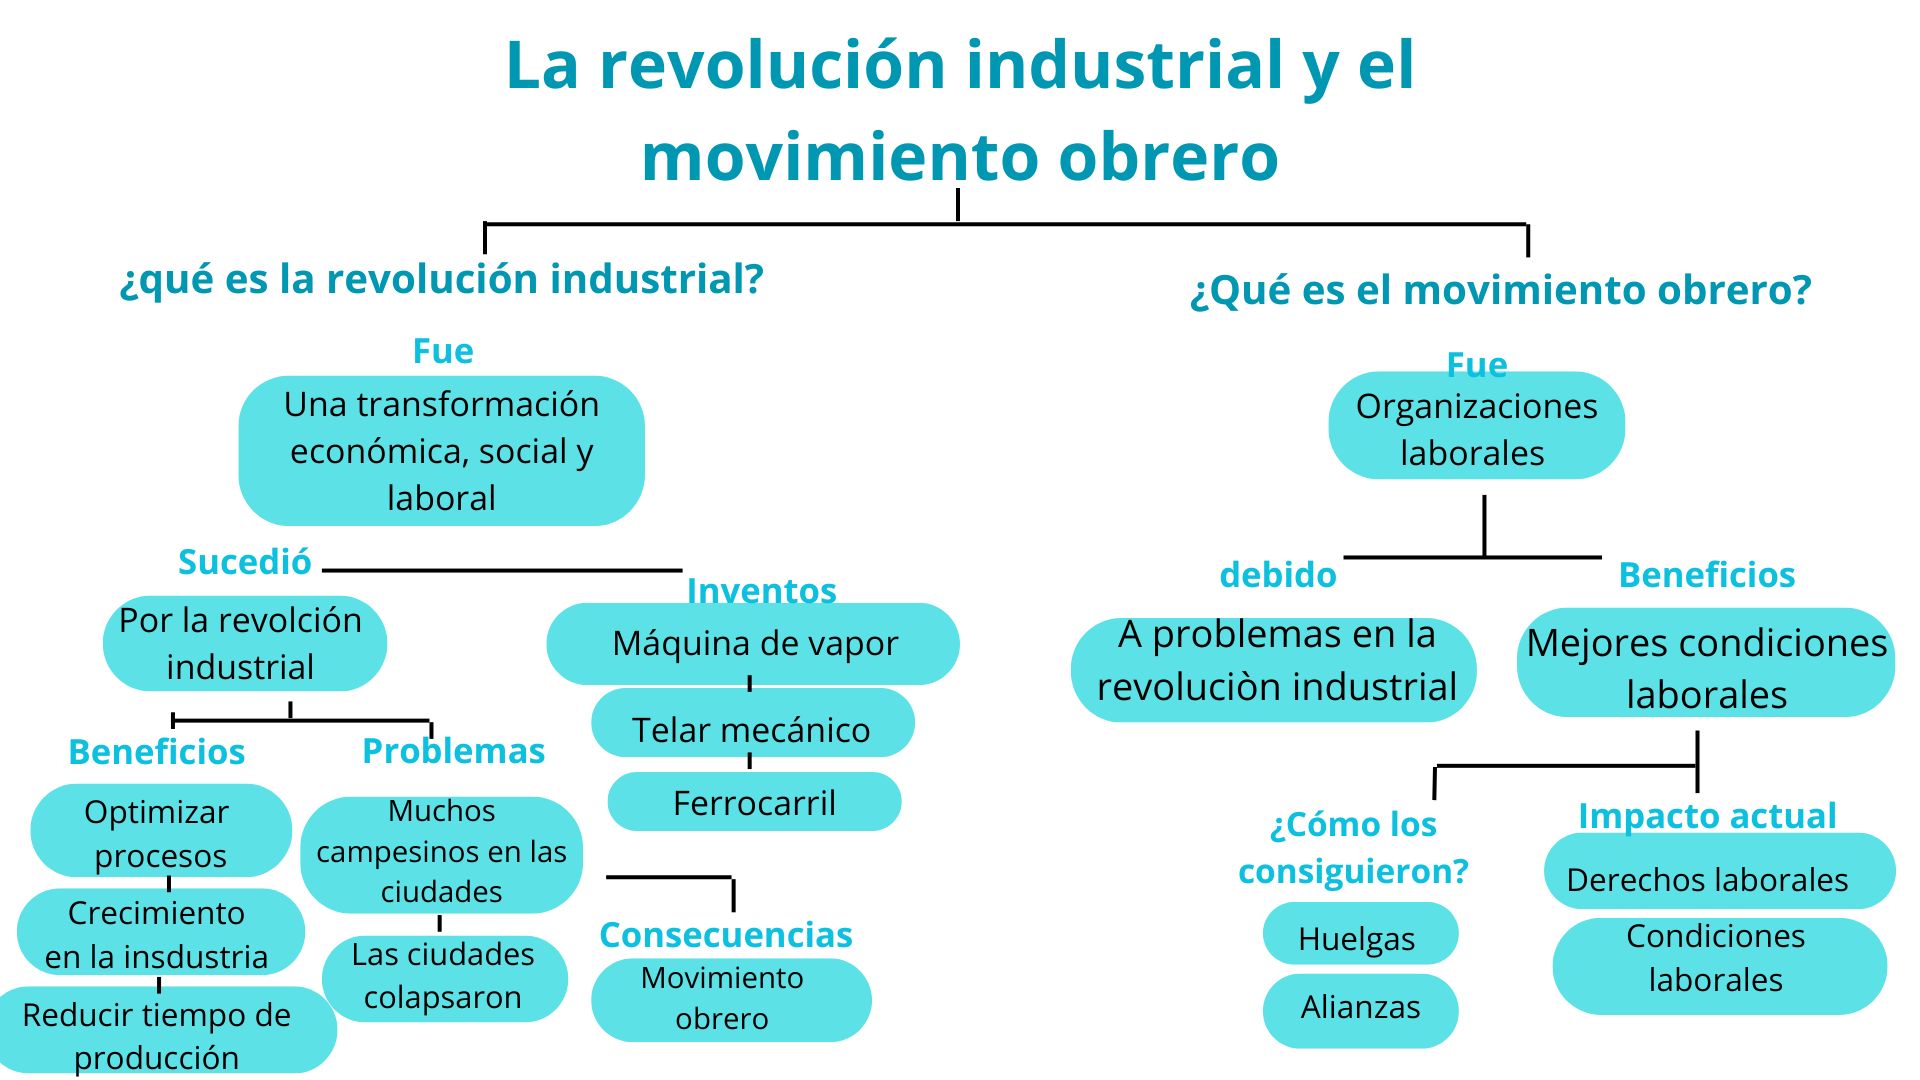 La revolución industrial y el
movimiento obrero
¿qué es la revolución industrial?
Fue
Una transformación
económica, social y
laboral
Sucedió
Por la revolción
industrial
Inventos
Máquina de vapor
Telar mecánico
Ferrocarril
Beneficios
Optimizar
procesos
Crecimiento
en la insdustria
Reducir tiempo de
producción
Problemas
Muchos
campesinos en las
ciudades
Las ciudades
colapsaron
Consecuencias
Movimiento
obrero
¿Qué es el movimiento obrero?
Fue
Organizaciones
laborales
debido
A problemas en la
revoluciòn industrial
Beneficios
Mejores condiciones
laborales
¿Cómo los
consiguieron?
Huelgas
Alianzas
Impacto actual
Derechos laborales
Condiciones
laborales